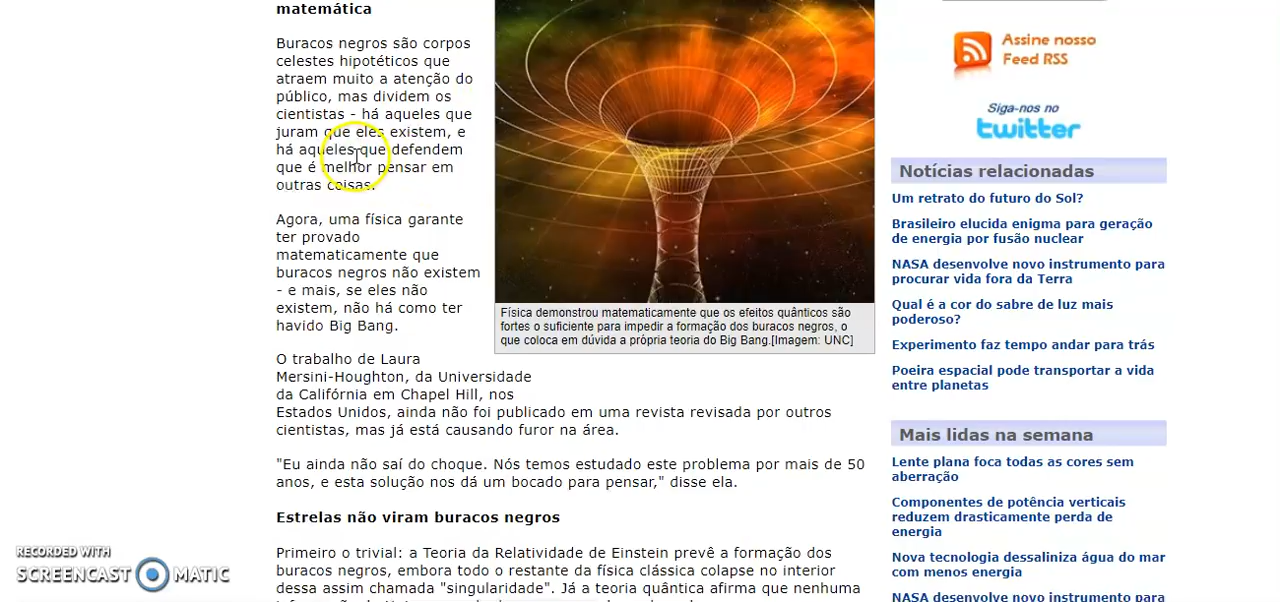 matemática
Buracos negros são corpos
celestes hipotéticos que
atraem muito a atenção do
público, mas dividem os
cientistas - há aqueles que
juram que eles existem, e
há aqueles que defendem
que é melhor pensar em
outras coisas.
Agora, uma física garante
ter provado
matematicamente que
buracos negros não existem
- e mais, se eles não
existem, não há como ter
havido Big Bang.
Física demonstrou matematicamente que os efeitos quânticos são
fortes o suficiente para impedir a formação dos buracos negros, o
que coloca em dúvida a própria teoria do Big Bang.[Imagem: UNC]
O trabalho de Laura
Mersini-Houghton, da Universidade
da Califórnia em Chapel Hill, nos
Estados Unidos, ainda não foi publicado em uma revista revisada por outros
cientistas, mas já está causando furor na área.
"Eu ainda não saí do choque. Nós temos estudado este problema por mais de 50
anos, e esta solução nos dá um bocado para pensar," disse ela.
Estrelas não viram buracos negros
Primeiro o trivial: a Teoria da Relatividade de Einstein prevê a formação dos
buracos negros, embora todo o restante da física clássica colapse no interior
dessa assim chamada "singularidade". Já a teoria quântica afirma que nenhuma
Assine nosso
Feed RSS
Siga-nos no
twitter
Notícias relacionadas
Um retrato do futuro do Sol?
Brasileiro elucida enigma para geração
de energia por fusão nuclear
NASA desenvolve novo instrumento para
procurar vida fora da Terra
Qual é a cor do sabre de luz mais
poderoso?
Experimento faz tempo andar para trás
Poeira espacial pode transportar a vida
entre planetas
Mais lidas na semana
Lente plana foca todas as cores sem
aberração
Componentes de potência verticais
reduzem drasticamente perda de
energia
Nova tecnologia dessaliniza água do mar
com menos energia
NASA desenvolve novo instrumento para
RECORDED WITH
SCREENCAST MATIC